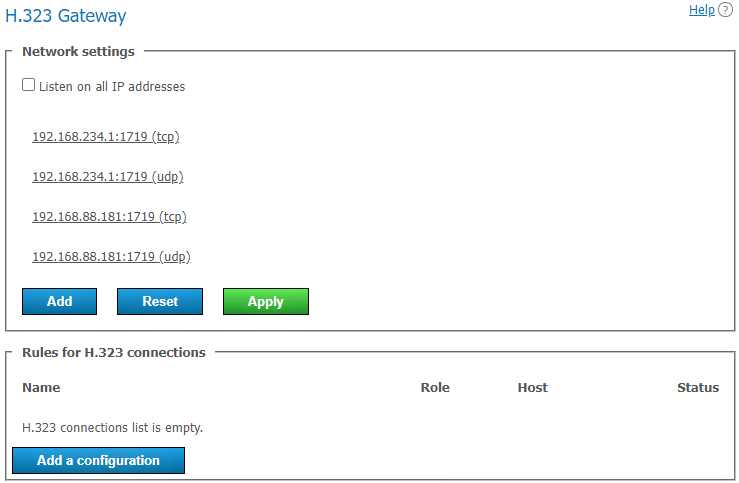 H.323 Gateway
Help ?
Network settings
Listen on all IP addresses
192.168.234.1:1719 (tcp)
192.168.234.1:1719 (udp)
192.168.88.181:1719 (tcp)
192.168.88.181:1719 (udp)
Add Reset Apply
Rules for H.323 connections
Name Role Host Status
H.323 connections list is empty.
Add a configuration